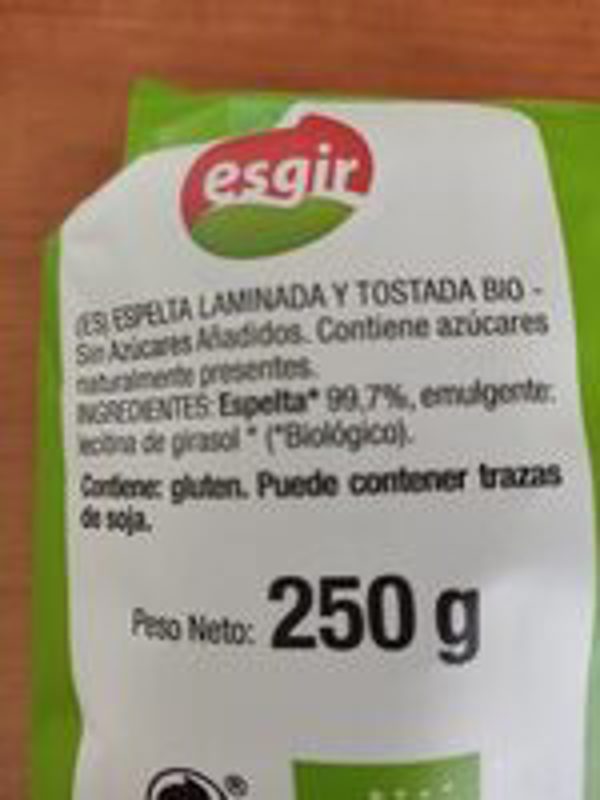 esgir
(ES) ESPELTA LAMINADA Y TOSTADA BIO -
Sin Azúcares Añadidos. Contiene azúcares
naturalmente presentes.
INGREDIENTES: Espelta* 99,7%, emulgente:
lecitina de girasol * (*Biológico).
Contiene: gluten. Puede contener trazas
de soja.
Peso Neto: 250 g
®